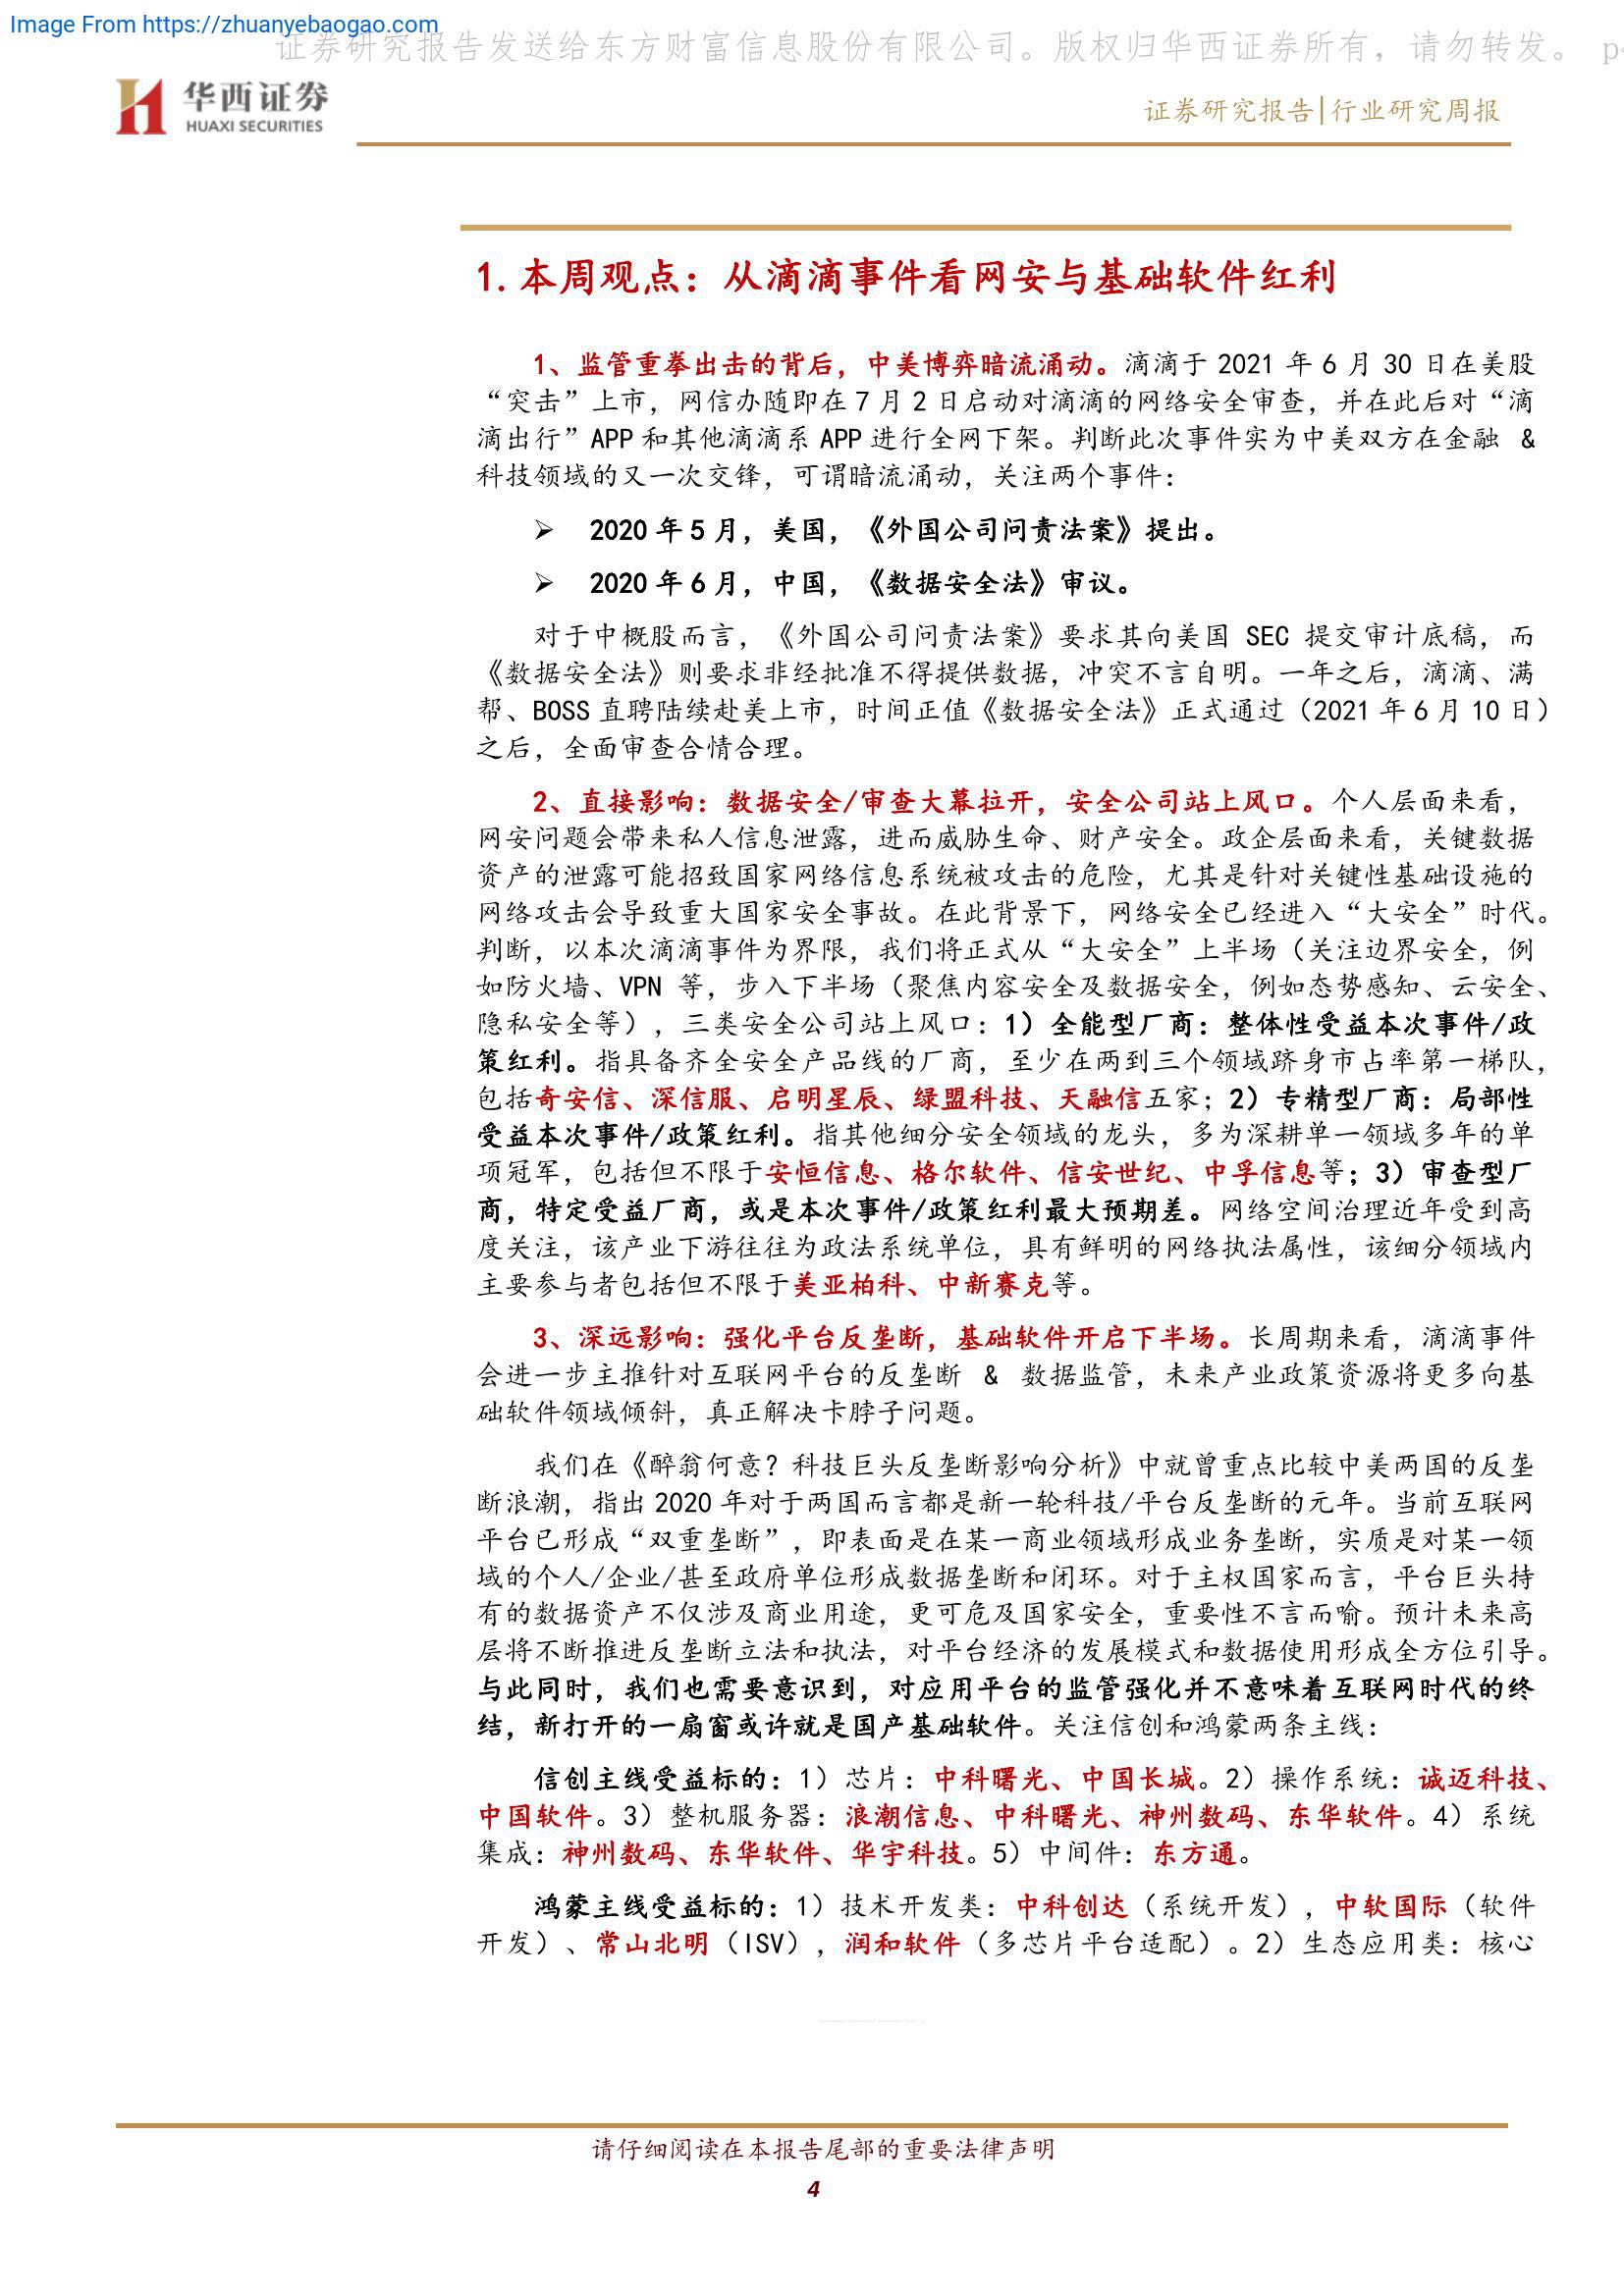 Image From https://zhuanyebaogao.com
证券研究报告发送给东方财富信息股份有限公司。版权归华西证券所有，请勿转发。 p
华西证券
HUAXI SECURITIES
证券研究报告|行业研究周报
1.本周观点：从滴滴事件看网安与基础软件红利
1、监管重拳出击的背后，中美博弈暗流涌动。滴滴于 2021 年 6 月 30 日在美股
“突击”上市，网信办随即在 7 月 2 日启动对滴滴的网络安全审查，并在此后对“滴
滴出行”APP 和其他滴滴系 APP 进行全网下架。判断此次事件实为中美双方在金融 &
科技领域的又一次交锋，可谓暗流涌动，关注两个事件：
➢ 2020 年 5 月，美国，《外国公司问责法案》提出。
➢ 2020 年 6 月，中国，《数据安全法》审议。
对于中概股而言，《外国公司问责法案》要求其向美国 SEC 提交审计底稿，而
《数据安全法》则要求非经批准不得提供数据，冲突不言自明。一年之后，滴滴、满
帮、BOSS 直聘陆续赴美上市，时间正值《数据安全法》正式通过（2021 年 6 月 10 日）
之后，全面审查合情合理。
2、直接影响：数据安全/审查大幕拉开，安全公司站上风口。个人层面来看，
网安问题会带来私人信息泄露，进而威胁生命、财产安全。政企层面来看，关键数据
资产的泄露可能招致国家网络信息系统被攻击的危险，尤其是针对关键性基础设施的
网络攻击会导致重大国家安全事故。在此背景下，网络安全已经进入“大安全”时代。
判断，以本次滴滴事件为界限，我们将正式从“大安全”上半场（关注边界安全，例
如防火墙、VPN 等，步入下半场（聚焦内容安全及数据安全，例如态势感知、云安全、
隐私安全等），三类安全公司站上风口：1）全能型厂商：整体性受益本次事件/政
策红利。指具备齐全安全产品线的厂商，至少在两到三个领域跻身市占率第一梯队，
包括奇安信、深信服、启明星辰、绿盟科技、天融信五家；2）专精型厂商：局部性
受益本次事件/政策红利。指其他细分安全领域的龙头，多为深耕单一领域多年的单
项冠军，包括但不限于安恒信息、格尔软件、信安世纪、中孚信息等；3）审查型厂
商，特定受益厂商，或是本次事件/政策红利最大预期差。网络空间治理近年受到高
度关注，该产业下游往往为政法系统单位，具有鲜明的网络执法属性，该细分领域内
主要参与者包括但不限于美亚柏科、中新赛克等。
3、深远影响：强化平台反垄断，基础软件开启下半场。长周期来看，滴滴事件
会进一步主推针对互联网平台的反垄断 & 数据监管，未来产业政策资源将更多向基
础软件领域倾斜，真正解决卡脖子问题。
我们在《醉翁何意？科技巨头反垄断影响分析》中就曾重点比较中美两国的反垄
断浪潮，指出 2020 年对于两国而言都是新一轮科技/平台反垄断的元年。当前互联网
平台已形成“双重垄断”，即表面是在某一商业领域形成业务垄断，实质是对某一领
域的个人/企业/甚至政府单位形成数据垄断和闭环。对于主权国家而言，平台巨头持
有的数据资产不仅涉及商业用途，更可危及国家安全，重要性不言而喻。预计未来高
层将不断推进反垄断立法和执法，对平台经济的发展模式和数据使用形成全方位引导。
与此同时，我们也需要意识到，对应用平台的监管强化并不意味着互联网时代的终
结，新打开的一扇窗或许就是国产基础软件。关注信创和鸿蒙两条主线：
信创主线受益标的：1）芯片：中科曙光、中国长城。2）操作系统：诚迈科技、
中国软件。3）整机服务器：浪潮信息、中科曙光、神州数码、东华软件。4）系统
集成：神州数码、东华软件、华宇科技。5）中间件：东方通。
鸿蒙主线受益标的：1）技术开发类：中科创达（系统开发），中软国际（软件
开发）、常山北明（ISV），润和软件（多芯片平台适配）。2）生态应用类：核心
请仔细阅读在本报告尾部的重要法律声明
4